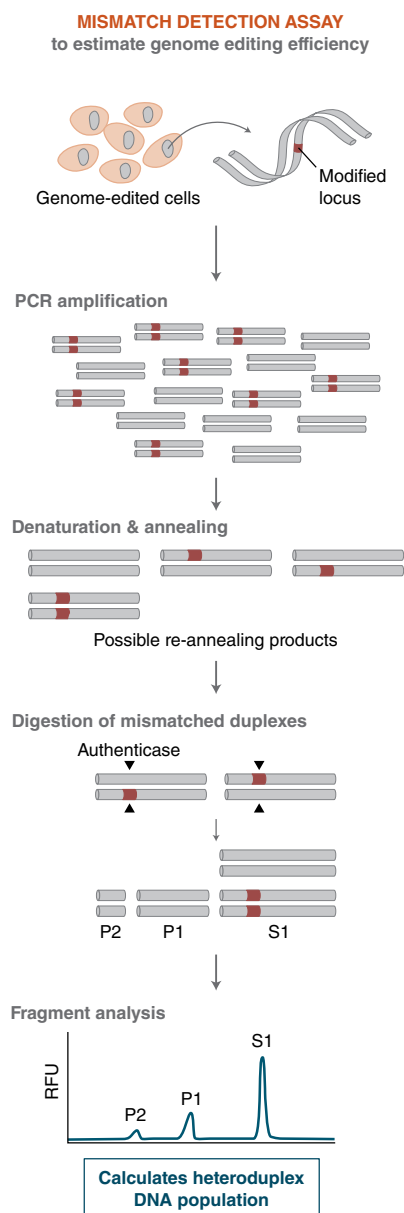 MISMATCH DETECTION ASSAY
to estimate genome editing efficiency
Genome-edited cells
Modified
locus
PCR amplification
Denaturation & annealing
Possible re-annealing products
Digestion of mismatched duplexes
Authenticase
P2 P1 S1
Fragment analysis
S1
P1
P2
RFU
Calculates heteroduplex
DNA population